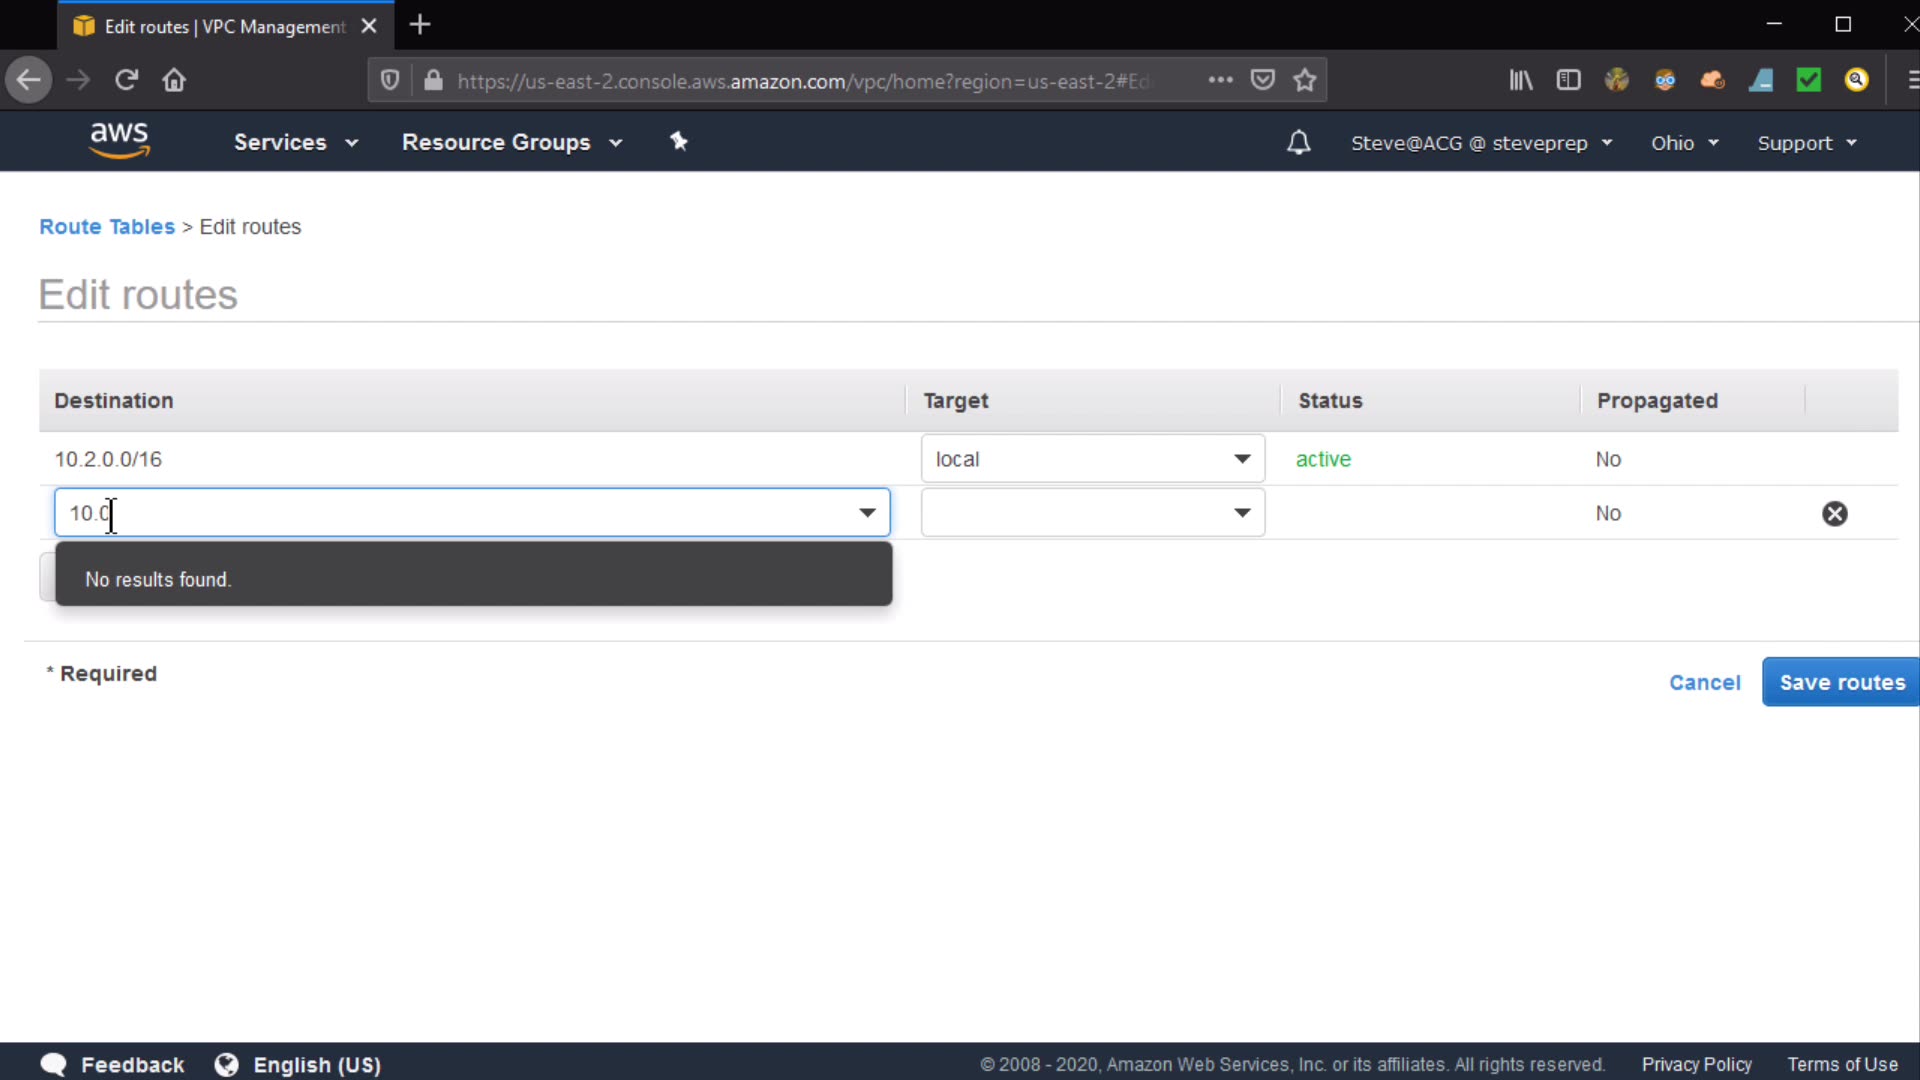 Edit routes | VPC Management
https://us-east-2.console.aws.amazon.com/vpc/home?region=us-east-2#Ed
aws
Services
Resource Groups
Steve@ACG @ steveprep
Ohio
Support
Route Tables > Edit routes
Edit routes
Destination
Target
Status
Propagated
10.2.0.0/16
local
active
No
10.0
No
No results found.
* Required
Cancel
Save routes
Feedback
English (US)
© 2008 - 2020, Amazon Web Services, Inc. or its affiliates. All rights reserved.
Privacy Policy
Terms of Use